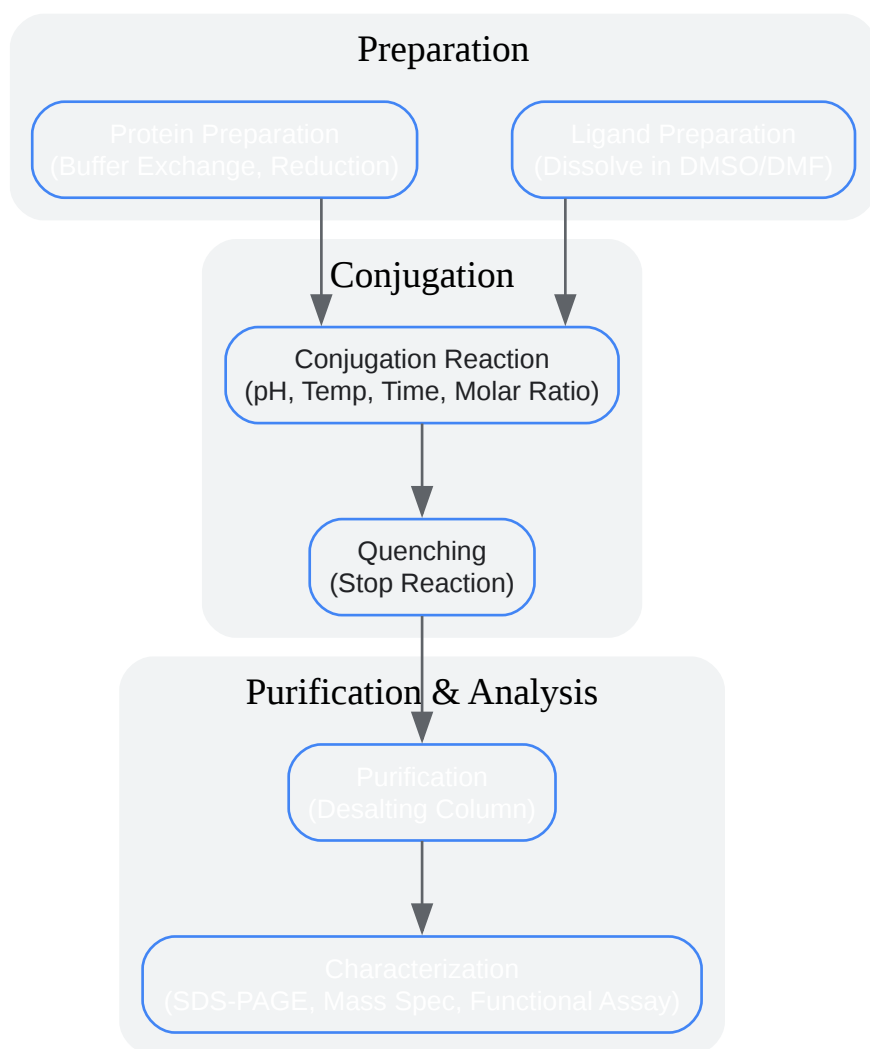 Preparation
Protein Preparation
(Buffer Exchange, Reduction)
Ligand Preparation
(Dissolve in DMSO/DMF)
Conjugation
Conjugation Reaction
(pH, Temp, Time, Molar Ratio)
Quenching
(Stop Reaction)
Purification & Analysis
Purification
(Desalting Column)
Characterization
(SDS-PAGE, Mass Spec, Functional Assay)